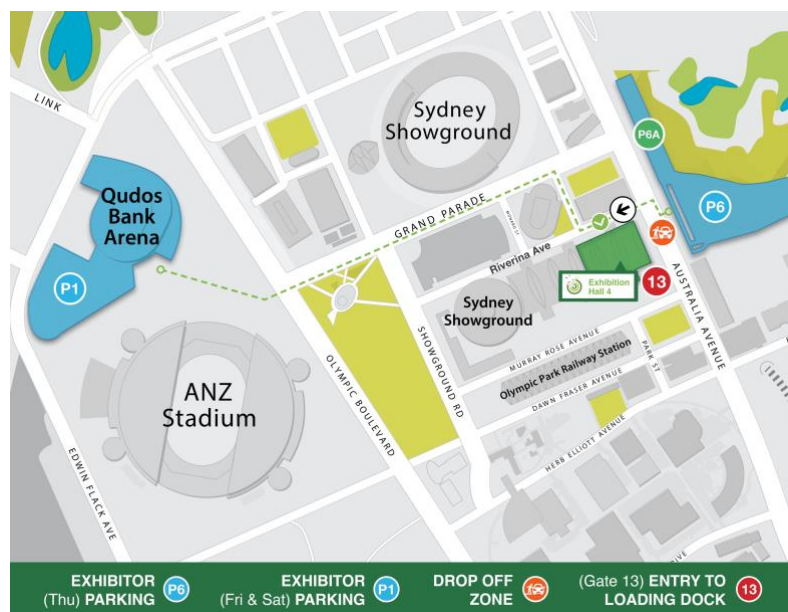 LINK
Sydney
Showground
P6A
Qudos
Bank
Arena
P6
GRAND PARADE
Riverina Ave
P1
Exhibition
Hall 4
13
Sydney
Showground
AUSTRALIA AVENUE
MURRAY ROSE AVENUE
PARK ST
Olympic Park Railway Station
ANZ
Stadium
OLYMPIC BOULEVARD
SHOWGROUND RD
DAWN FRASER AVENUE
HERB ELLIOTT AVENUE
EDWIN FLACK AVE
EXHIBITOR
(Thu) PARKING
P6
EXHIBITOR
(Fri & Sat) PARKING
P1
DROP OFF
ZONE
(Gate 13) ENTRY TO
LOADING DOCK
13